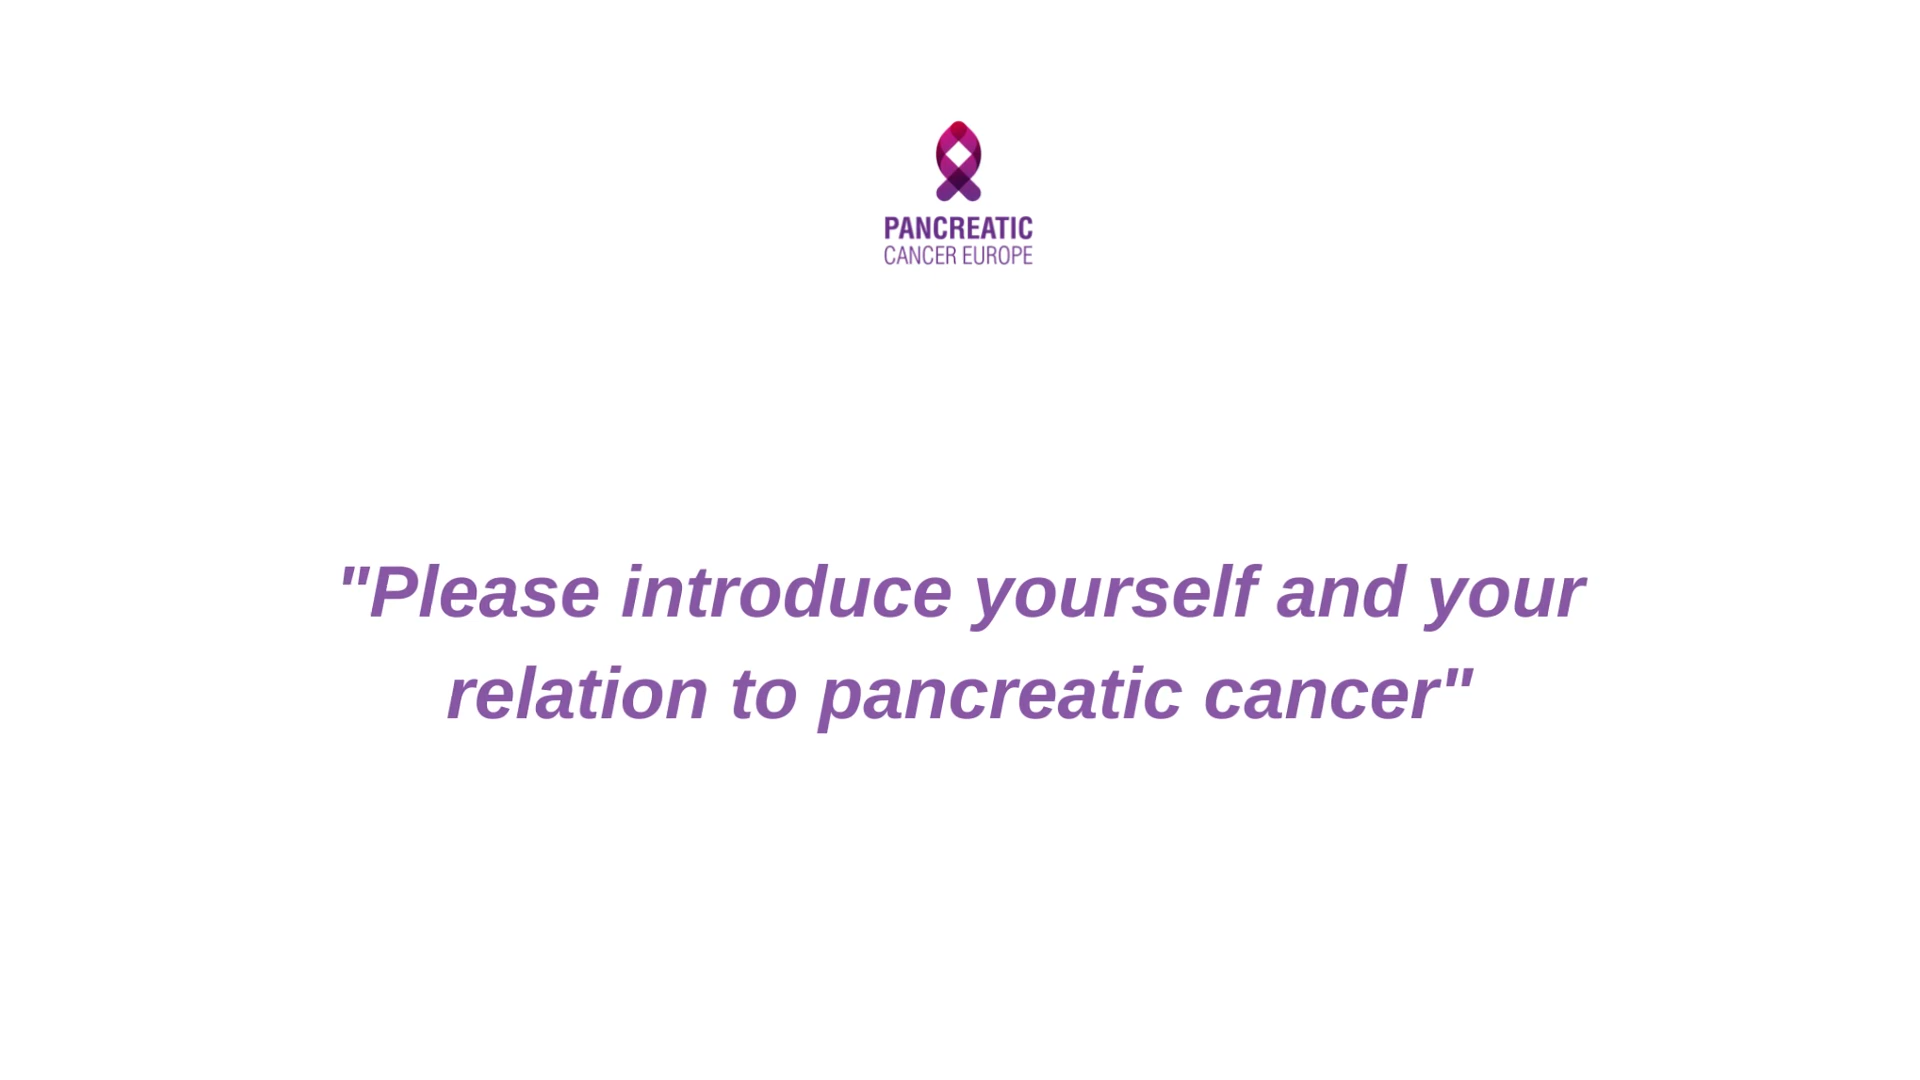 PANCREATIC
CANCER EUROPE
"Please introduce yourself and your
relation to pancreatic cancer"